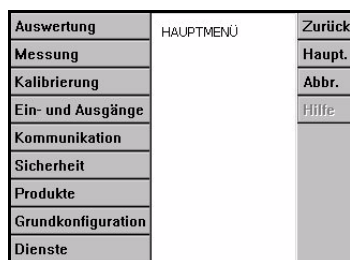 Auswertung
Messung
Kalibrierung
Ein- und Ausgänge
Kommunikation
Sicherheit
Produkte
Grundkonfiguration
Dienste
HAUPTMENÜ
Zurück
Haupt.
Abbr.
Hilfe